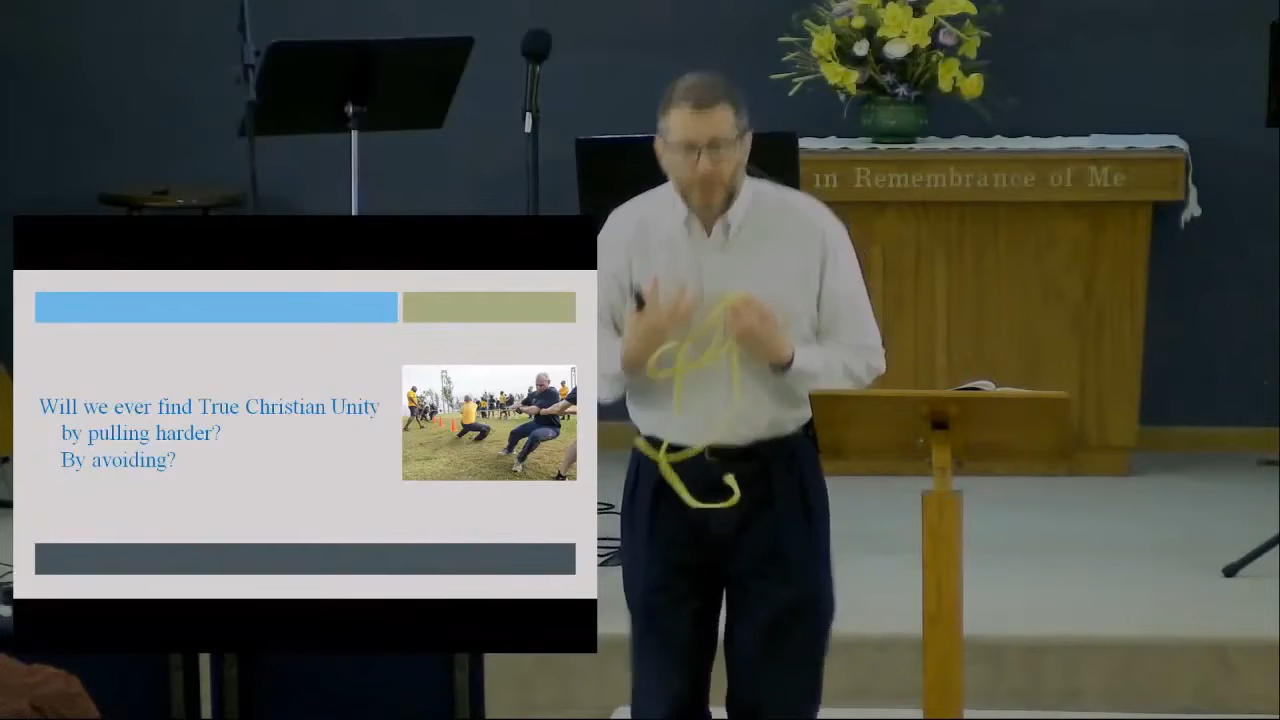 in Remembrance of Me
Will we ever find True Christian Unity
by pulling harder?
By avoiding?